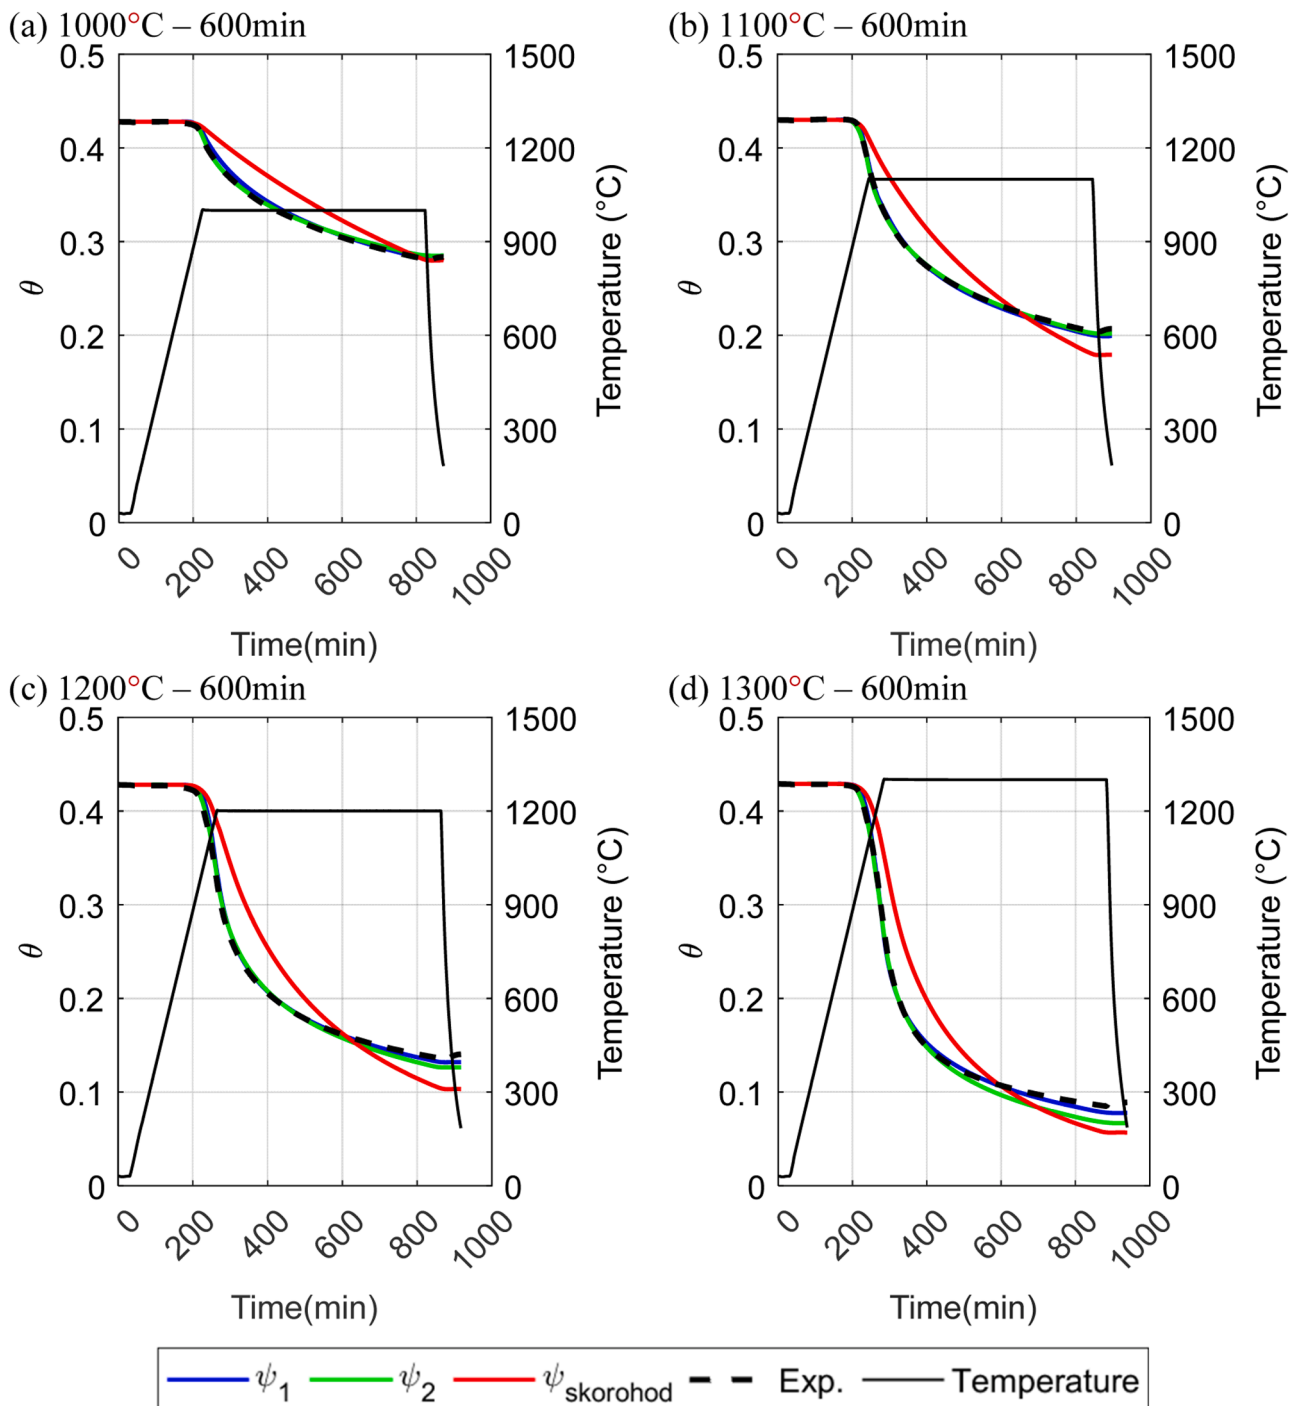 (a) 1000°C – 600min
(b) 1100°C – 600min
0.5 1500 0.5 1500
0.4 1200 0.4 1200
0.3 900 0.3 900
θ Temperature (°C) θ Temperature (°C)
0.2 600 0.2 600
0.1 300 0.1 300
0 0 0 0
0 200 400 600 800 1000 0 200 400 600 800 1000
Time(min) Time(min)
(c) 1200°C – 600min
(d) 1300°C – 600min
0.5 1500 0.5 1500
0.4 1200 0.4 1200
0.3 900 0.3 900
θ Temperature (°C) θ Temperature (°C)
0.2 600 0.2 600
0.1 300 0.1 300
0 0 0 0
0 200 400 600 800 1000 0 200 400 600 800 1000
Time(min) Time(min)
ψ1 ψ2 ψskorohod Exp. Temperature